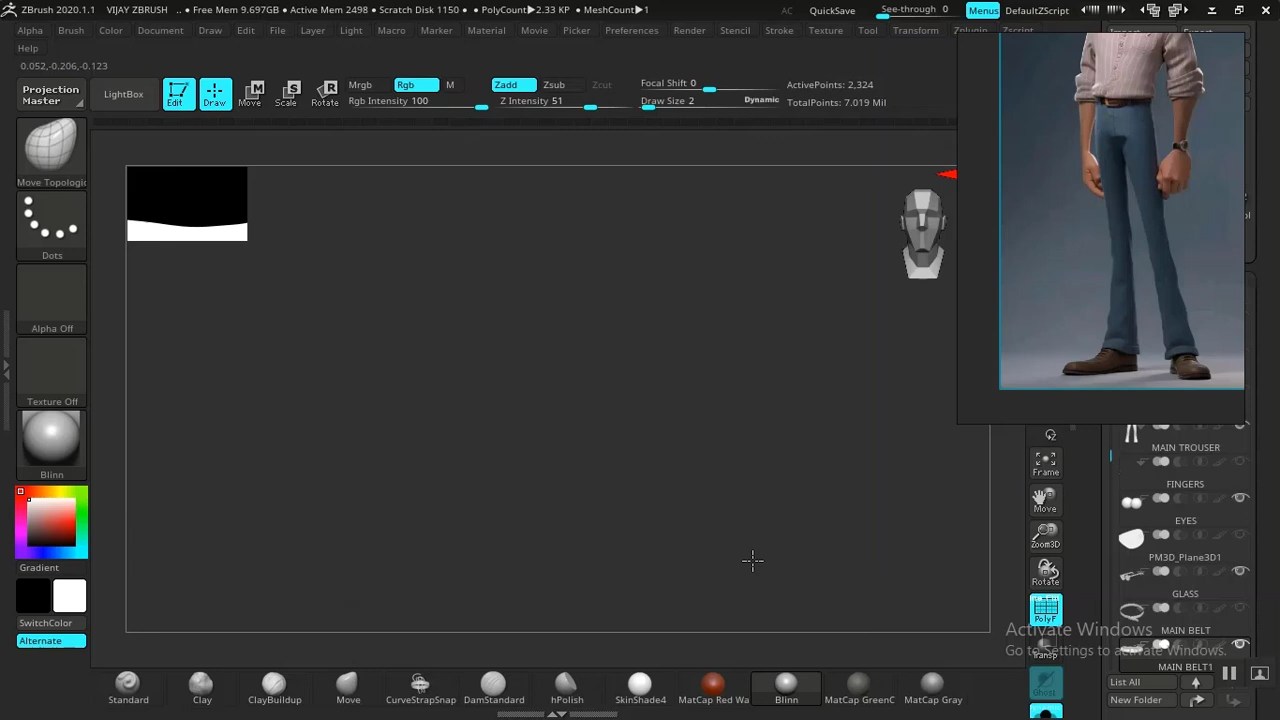 ZBrush 2020.1.1 VIJAY ZBRUSH .. ● Free Mem 9.697GB ● Active Mem 2498 ● Scratch Disk 1150 ● PolyCount▶2.33 KP ● MeshCount▶1 AC QuickSave See-through 0 Menus DefaultZScript
Alpha Brush Color Document Draw Edit File Layer Light Macro Marker Material Movie Picker Preferences Render Stencil Stroke Texture Tool Transform Zplugin Zscript
Help
0.052,-0.206,-0.123
Projection Master
LightBox
Edit Draw Move Scale Rotate
Mrgb Rgb M
Rgb Intensity 100
Zadd Zsub Zcut
Z Intensity 51
Focal Shift 0
Draw Size 2 Dynamic
ActivePoints: 2,324
TotalPoints: 7.019 Mil
Move Topologic
Dots
Alpha Off
Texture Off
Blinn
Gradient
SwitchColor
Alternate
Frame
Move
Zoom3D
Rotate
PolyF
Transp
Ghost
MAIN TROUSER
FINGERS
EYES
PM3D_Plane3D1
GLASS
MAIN BELT
MAIN BELT1
List All
New Folder
Activate Windows
Go to Settings to activate Windows.
Standard Clay ClayBuildup Move CurveStrapSnap DamStandard hPolish SkinShade4 MatCap Red Wa Blinn MatCap GreenC MatCap Gray